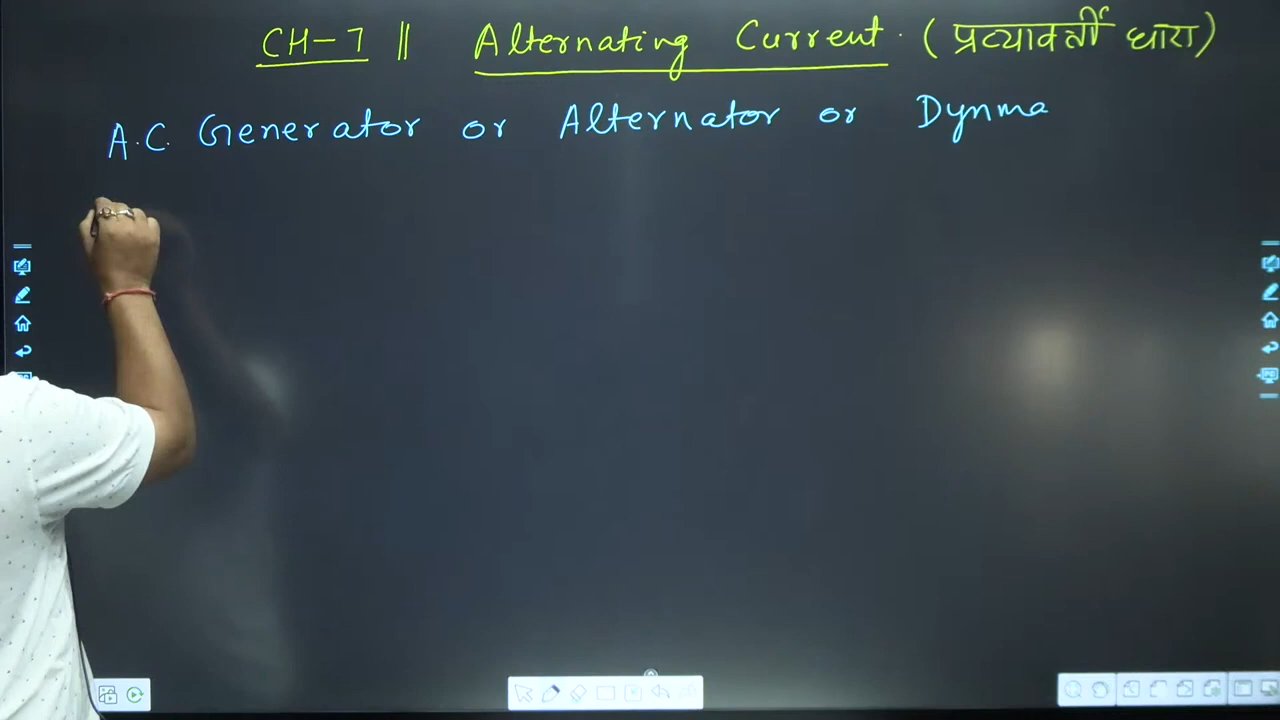 CH-7 || Alternating Current. (प्रत्यावर्ती धारा)
A.C. Generator or Alternator or Dynma